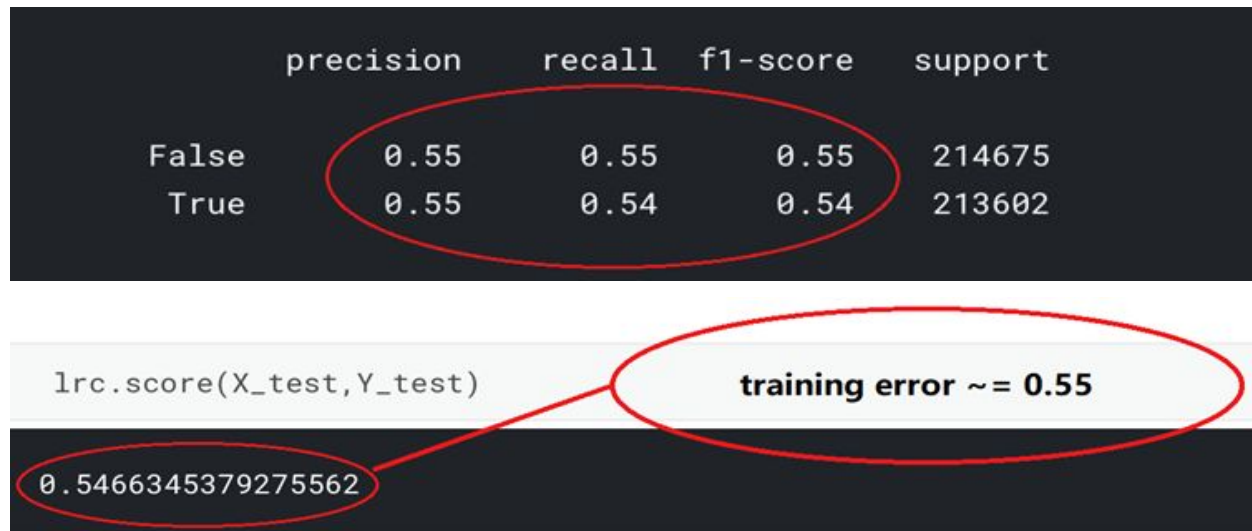 precision recall f1-score support
False 0.55 0.55 0.55 214675
True 0.55 0.54 0.54 213602
lrc.score(X_test,Y_test) training error ~= 0.55
0.5466345379275562